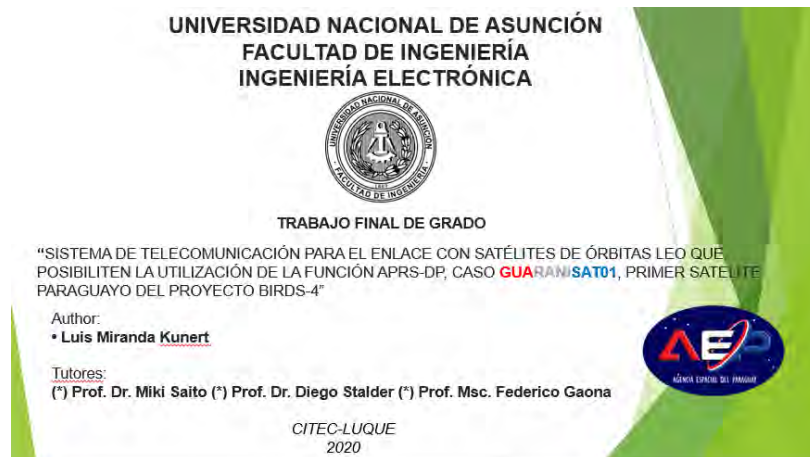 UNIVERSIDAD NACIONAL DE ASUNCIÓN
FACULTAD DE INGENIERÍA
INGENIERÍA ELECTRÓNICA
UNIVERSIDAD NACIONAL DE ASUNCIÓN
FACULTAD DE INGENIERÍA
TRABAJO FINAL DE GRADO
“SISTEMA DE TELECOMUNICACIÓN PARA EL ENLACE CON SATÉLITES DE ÓRBITAS LEO QUE
POSIBILITEN LA UTILIZACIÓN DE LA FUNCIÓN APRS-DP, CASO GUARANISAT01, PRIMER SATÉLITE
PARAGUAYO DEL PROYECTO BIRDS-4”
Author:
• Luis Miranda Kunert
AEP
AGENCIA ESPACIAL DEL PARAGUAY
Tutores:
(*) Prof. Dr. Miki Saito (*) Prof. Dr. Diego Stalder (*) Prof. Msc. Federico Gaona
CITEC-LUQUE
2020